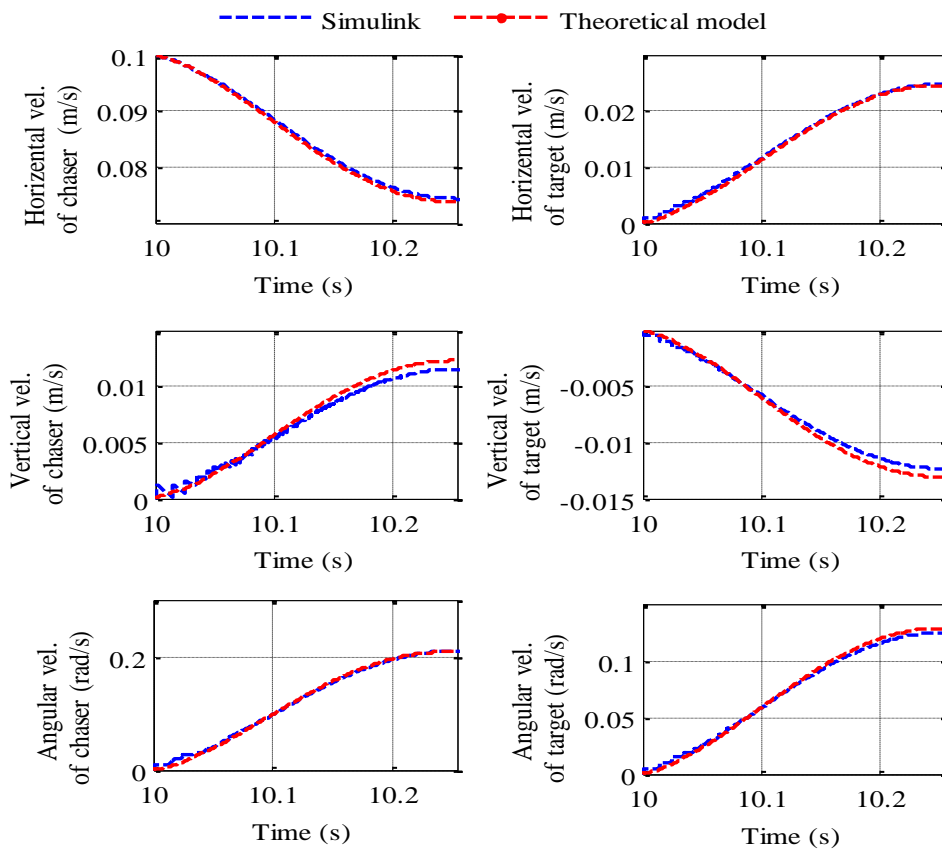 Simulink
Theoretical model
Horizental vel.
of chaser (m/s)
0.1
0.09
0.08
10
10.1
10.2
Time (s)
Horizental vel.
of target (m/s)
0.02
0.01
0
10
10.1
10.2
Time (s)
Vertical vel.
of chaser (m/s)
0.01
0.005
0
10
10.1
10.2
Time (s)
Vertical vel.
of target (m/s)
-0.005
-0.01
-0.015
10
10.1
10.2
Time (s)
Angular vel.
of chaser (rad/s)
0.2
0
10
10.1
10.2
Time (s)
Angular vel.
of target (rad/s)
0.1
0.05
0
10
10.1
10.2
Time (s)